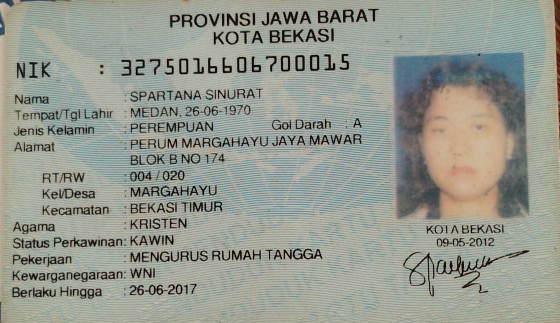 PROVINSI JAWA BARAT
KOTA BEKASI
NIK : 3275016606700015
Nama : SPARTANA SINURAT
Tempat/Tgl Lahir : MEDAN, 26-06-1970
Jenis Kelamin : PEREMPUAN Gol Darah : A
Alamat : PERUM MARGAHAYU JAYA MAWAR
BLOK B NO 174
RT/RW : 004 / 020
Kel/Desa : MARGAHAYU
Kecamatan : BEKASI TIMUR
Agama : KRISTEN
Status Perkawinan: KAWIN
Pekerjaan : MENGURUS RUMAH TANGGA
Kewarganegaraan: WNI
Berlaku Hingga : 26-06-2017
KOTA BEKASI
09-05-2012